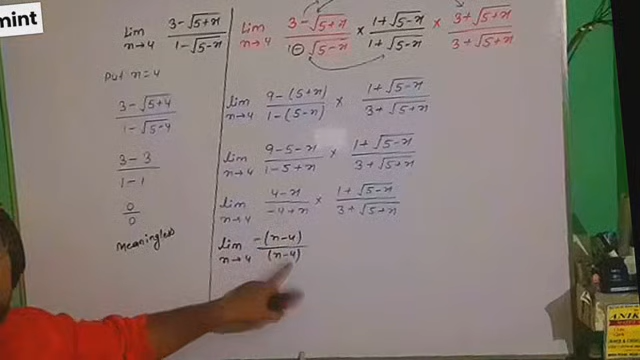 mint
lim n→4 3-√5+n / 1-√5-n
Put n=4
3-√5+4 / 1-√5-4
3-3 / 1-1
0/0
meaningless
lim n→4 3-√5+n / 1-√5-n × 1+√5-n / 1+√5-n × 3+√5+n / 3+√5+n
lim n→4 9-(5+n) / 1-(5-n) × 1+√5-n / 3+√5+n
lim n→4 9-5-n / 1-5+n × 1+√5-n / 3+√5+n
lim n→4 4-n / -4+n × 1+√5-n / 3+√5+n
lim n→4 -(n-4) / (n-4)